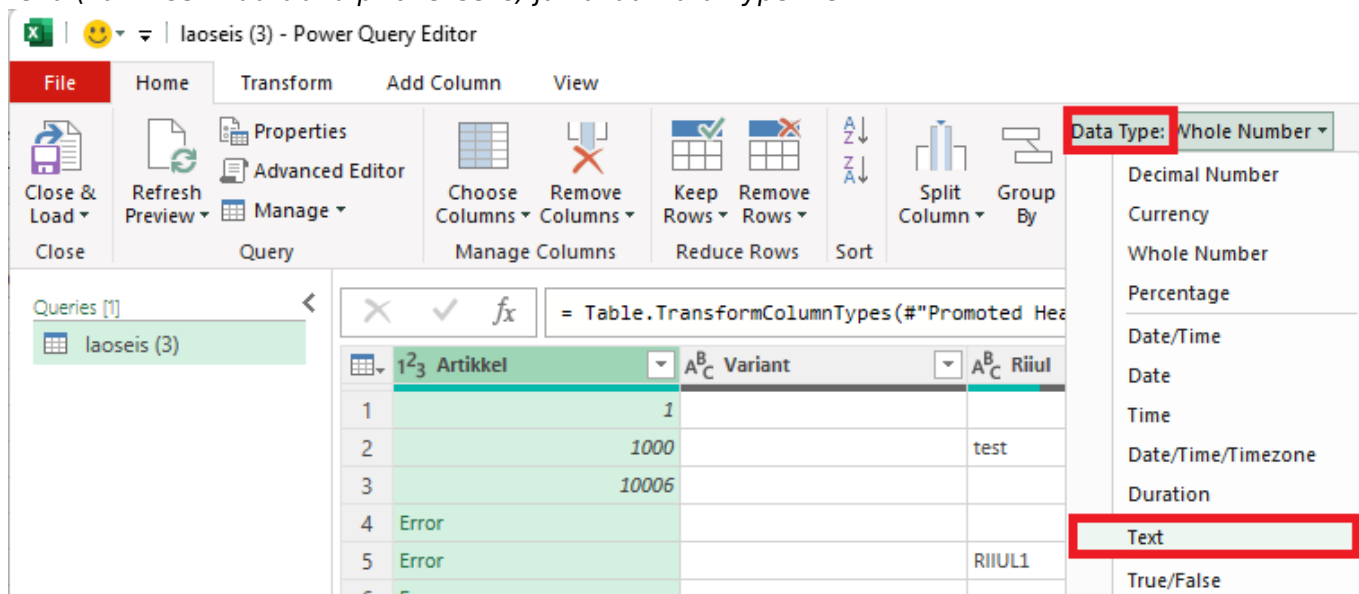 laoseis (3) - Power Query Editor
File Home Transform Add Column View
Properties
Advanced Editor
Manage
Close & Load
Refresh Preview
Choose Columns
Remove Columns
Keep Rows
Remove Rows
Split Column
Group By
Data Type: Whole Number
Close Query Manage Columns Reduce Rows Sort
Decimal Number
Currency
Whole Number
Percentage
Date/Time
Date
Time
Date/Time/Timezone
Duration
Text
True/False
Queries [1]
laoseis (3)
fx = Table.TransformColumnTypes(#"Promoted Hea
1 2 3 Artikkel A B C Variant A B C Riiul
1 1
2 1000 test
3 10006
4 Error
5 Error RIIUL1